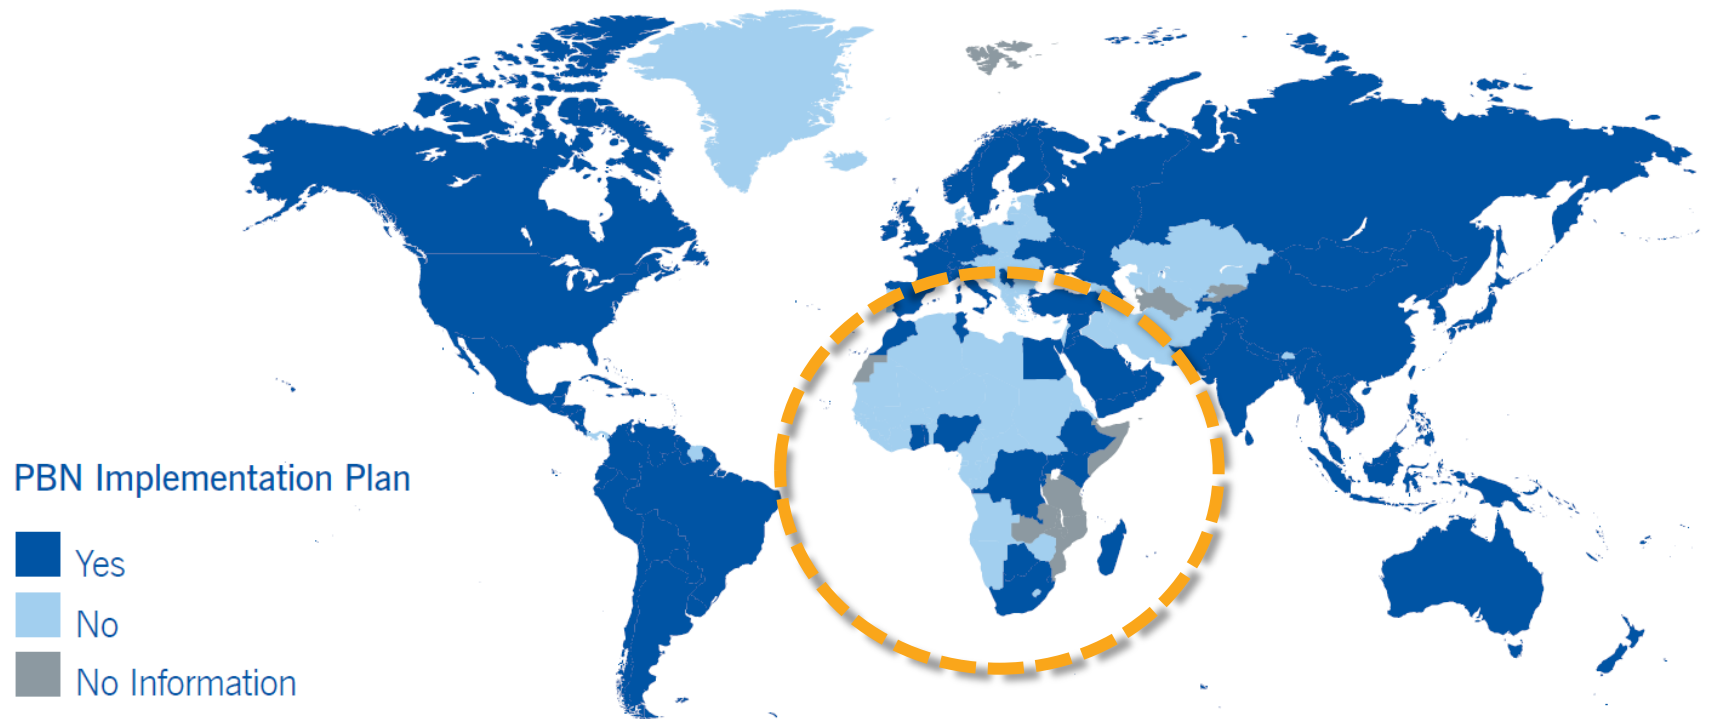 PBN Implementation Plan
Yes
No
No Information